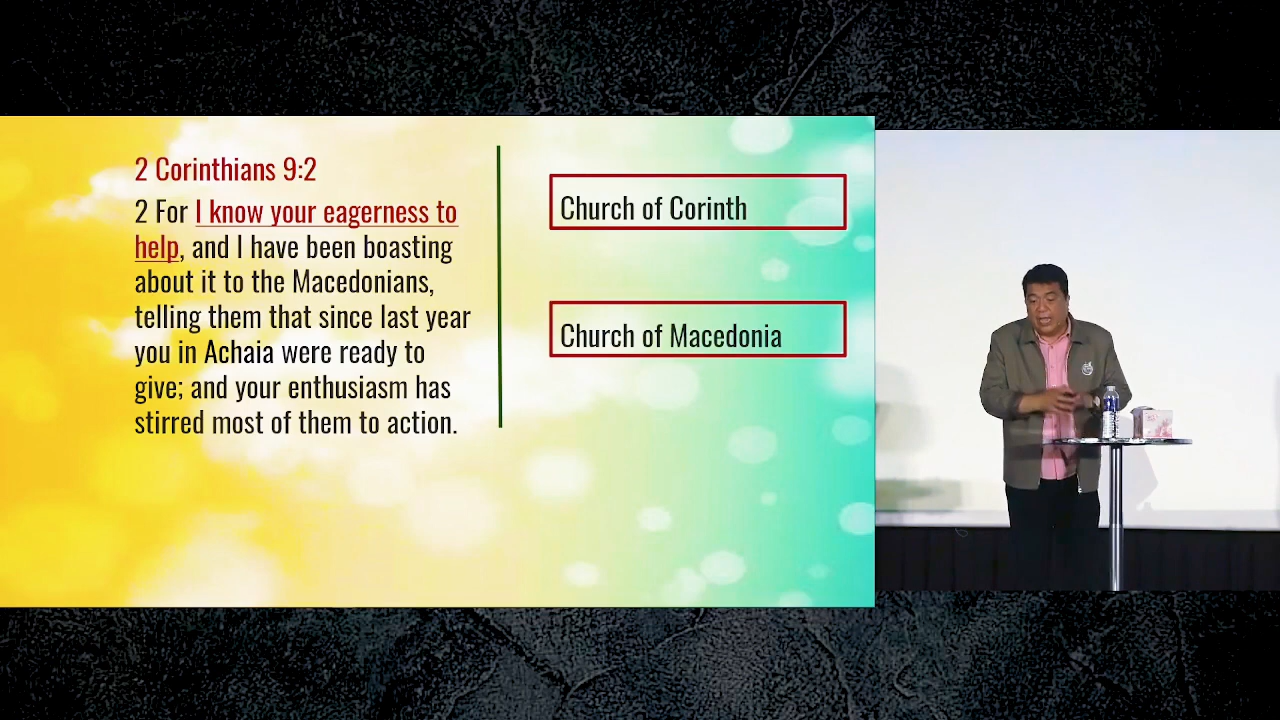 2 Corinthians 9:2
2 For I know your eagerness to
help, and I have been boasting
about it to the Macedonians,
telling them that since last year
you in Achaia were ready to
give; and your enthusiasm has
stirred most of them to action.
Church of Corinth
Church of Macedonia